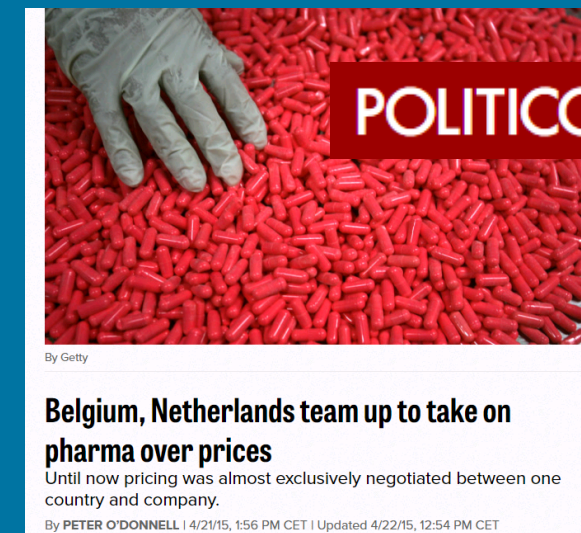 POLITICO
By Getty
Belgium, Netherlands team up to take on
pharma over prices
Until now pricing was almost exclusively negotiated between one
country and company.
By PETER O'DONNELL | 4/21/15, 1:56 PM CET | Updated 4/22/15, 12:54 PM CET